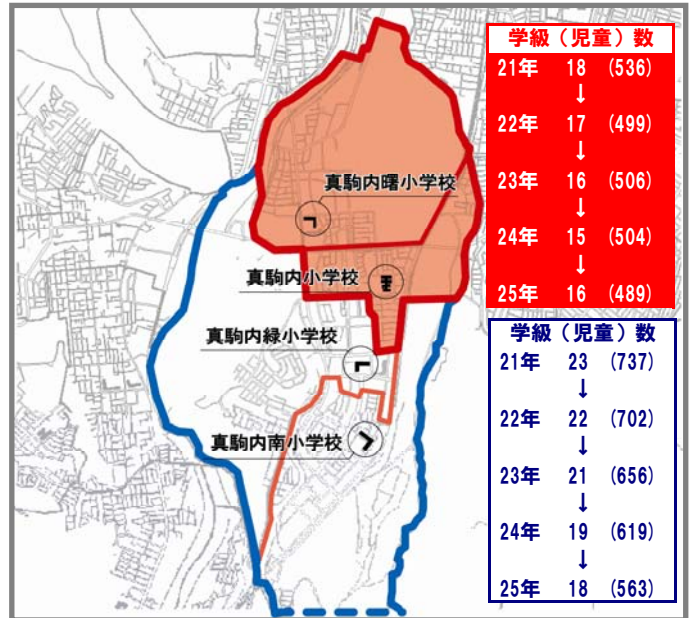 真駒内曙小学校
真駒内小学校
真駒内緑小学校
真駒内南小学校
学級（児童）数
21年 18 (536)
↓
22年 17 (499)
↓
23年 16 (506)
↓
24年 15 (504)
↓
25年 16 (489)
学級（児童）数
21年 23 (737)
↓
22年 22 (702)
↓
23年 21 (656)
↓
24年 19 (619)
↓
25年 18 (563)